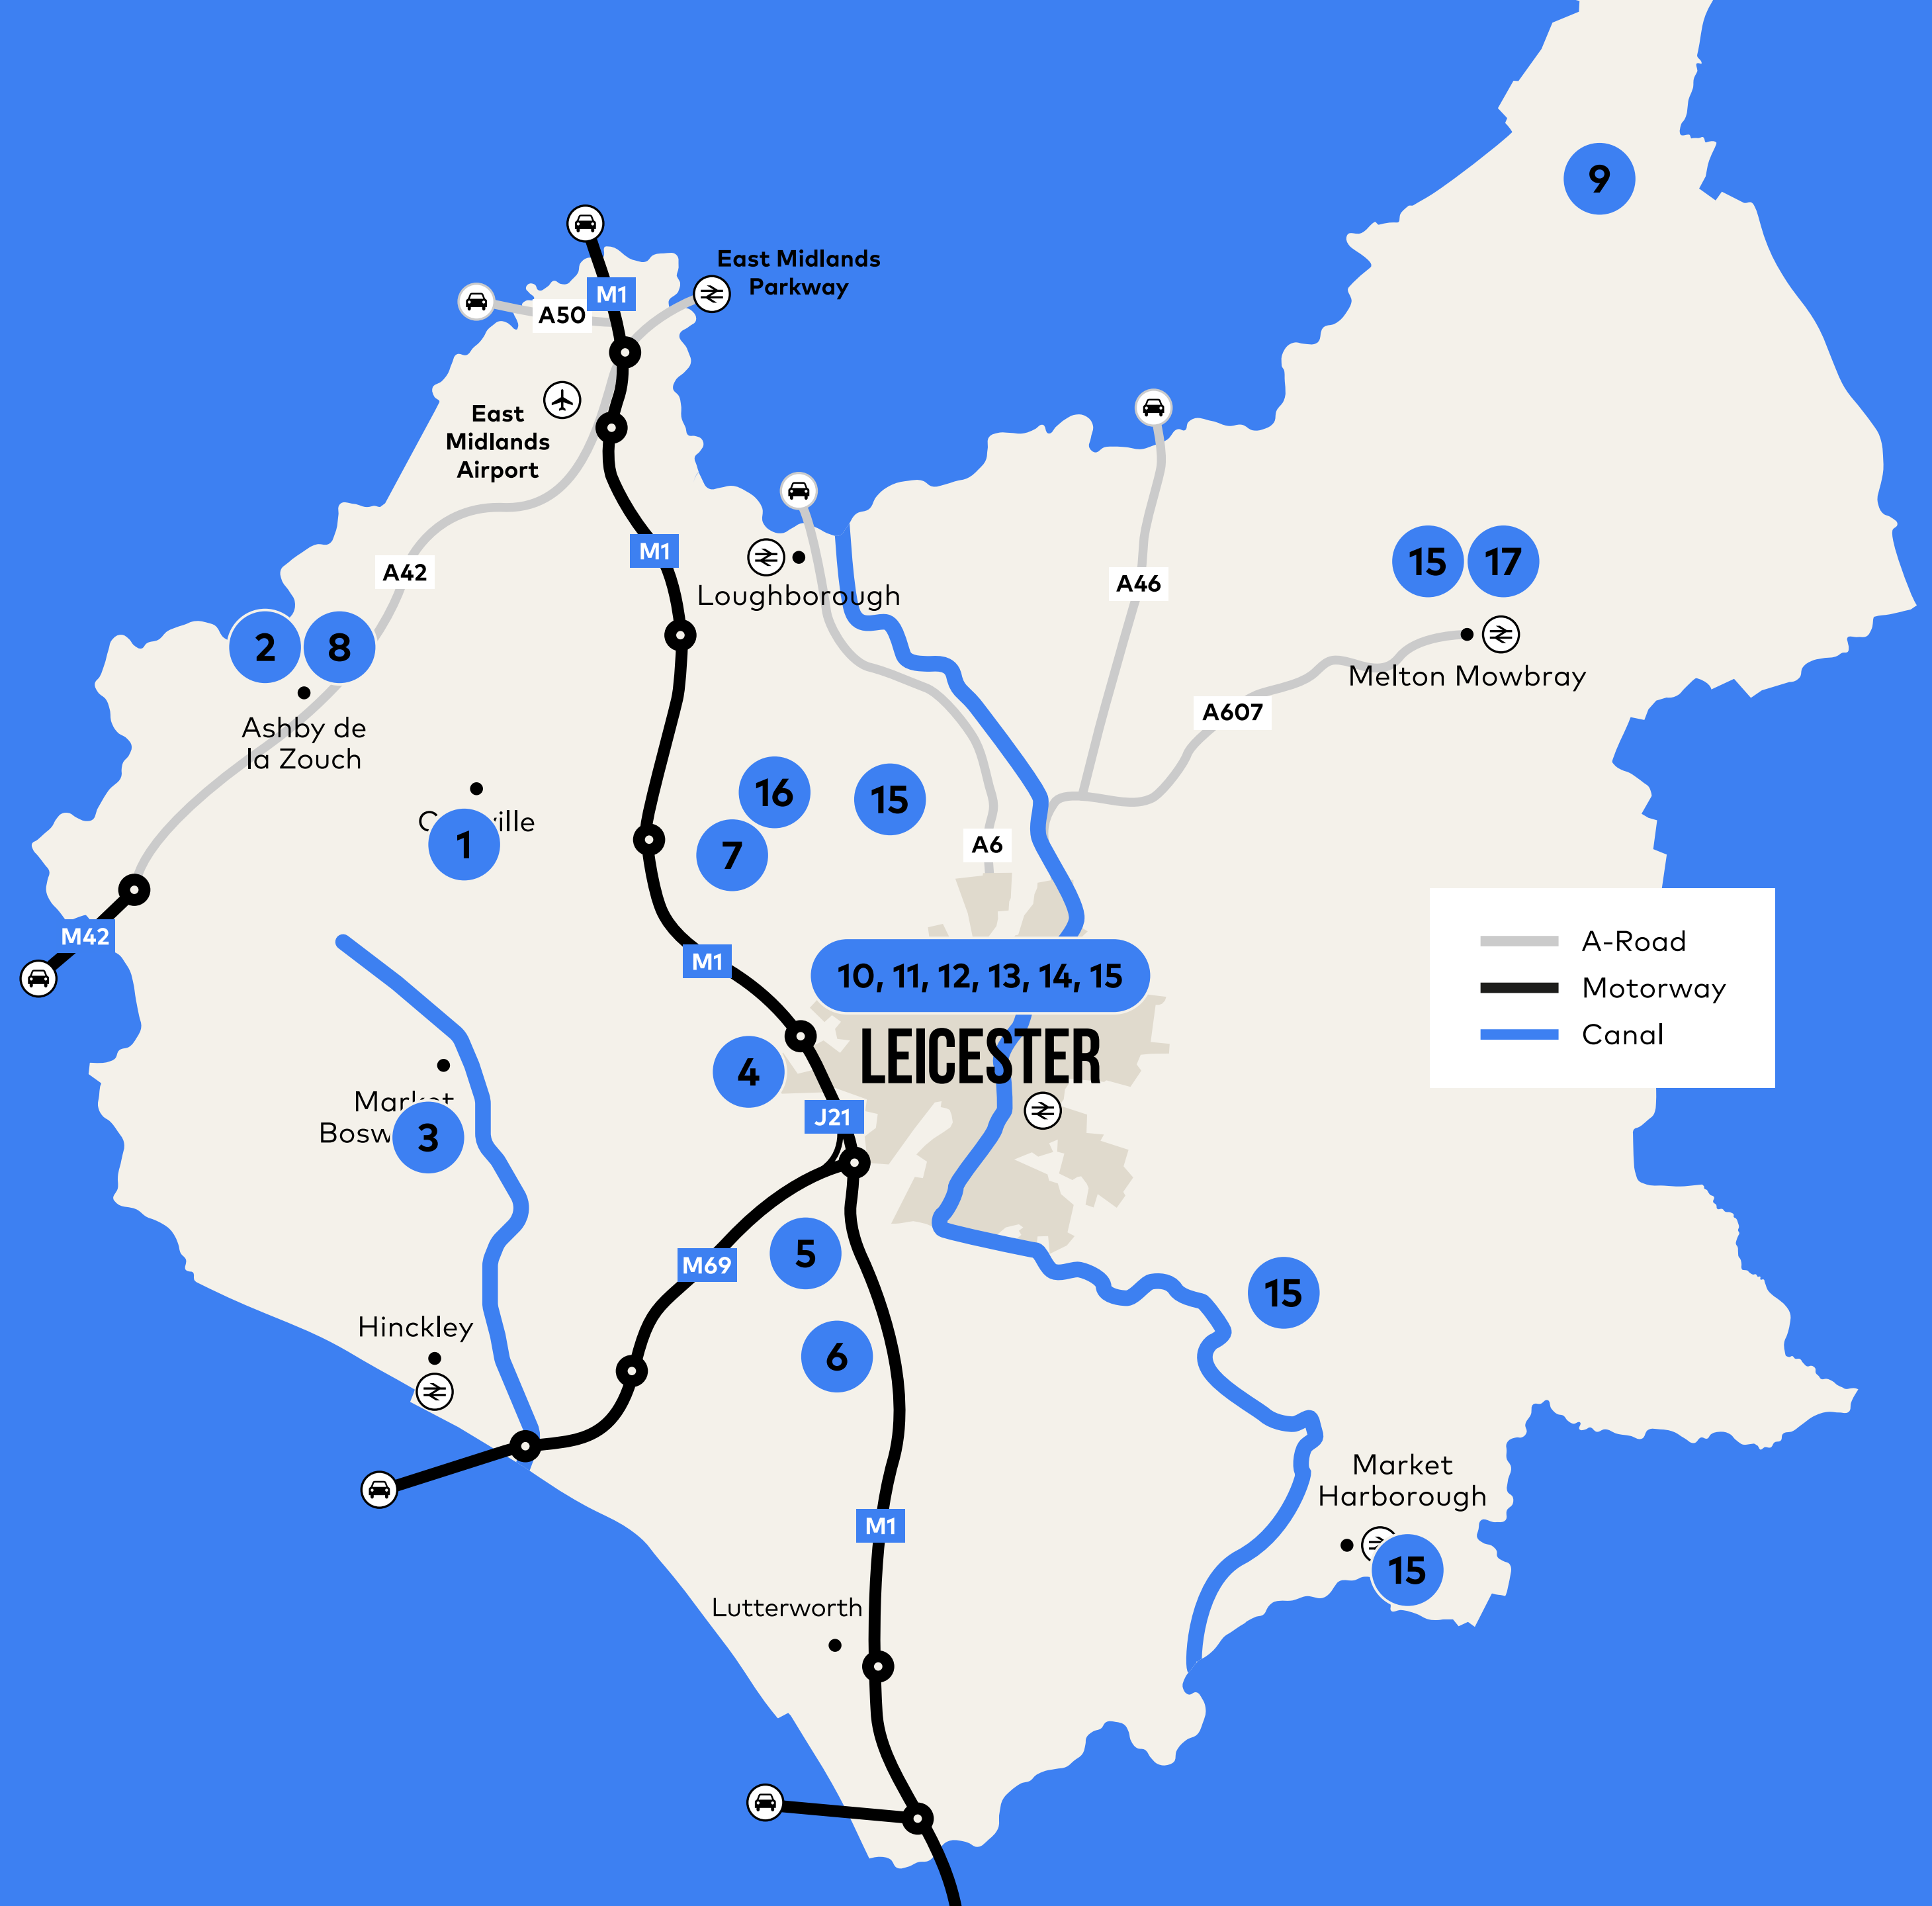 9
East Midlands
Parkway
M1
A50
East
Midlands
Airport
M1
A42
Loughborough
A46
15
17
2
8
Melton Mowbray
A607
Ashby de
la Zouch
16
15
1
7
A6
M42
M1
10, 11, 12, 13, 14, 15
A-Road
Motorway
Canal
LEICESTER
4
Market
J21
3
5
M69
15
Hinckley
6
Market
Harborough
M1
15
Lutterworth